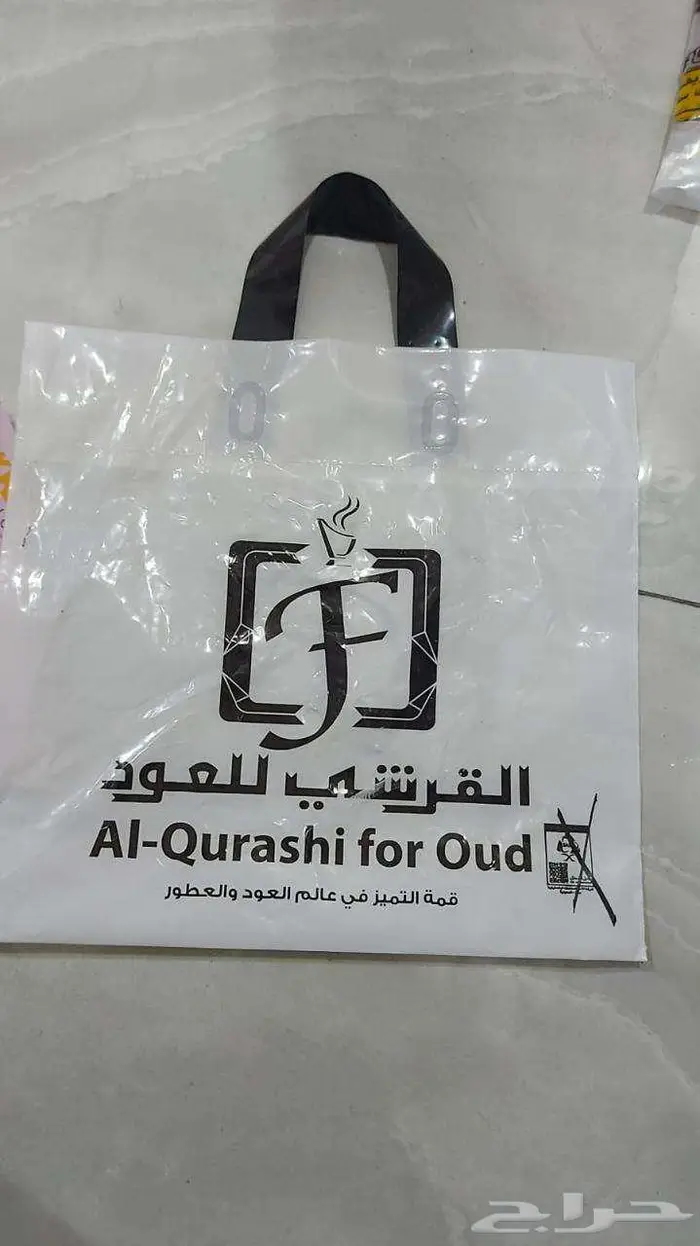 F
القرشي للعود
Al-Qurashi for Oud
قمة التميز في عالم العود والعطور
حراج